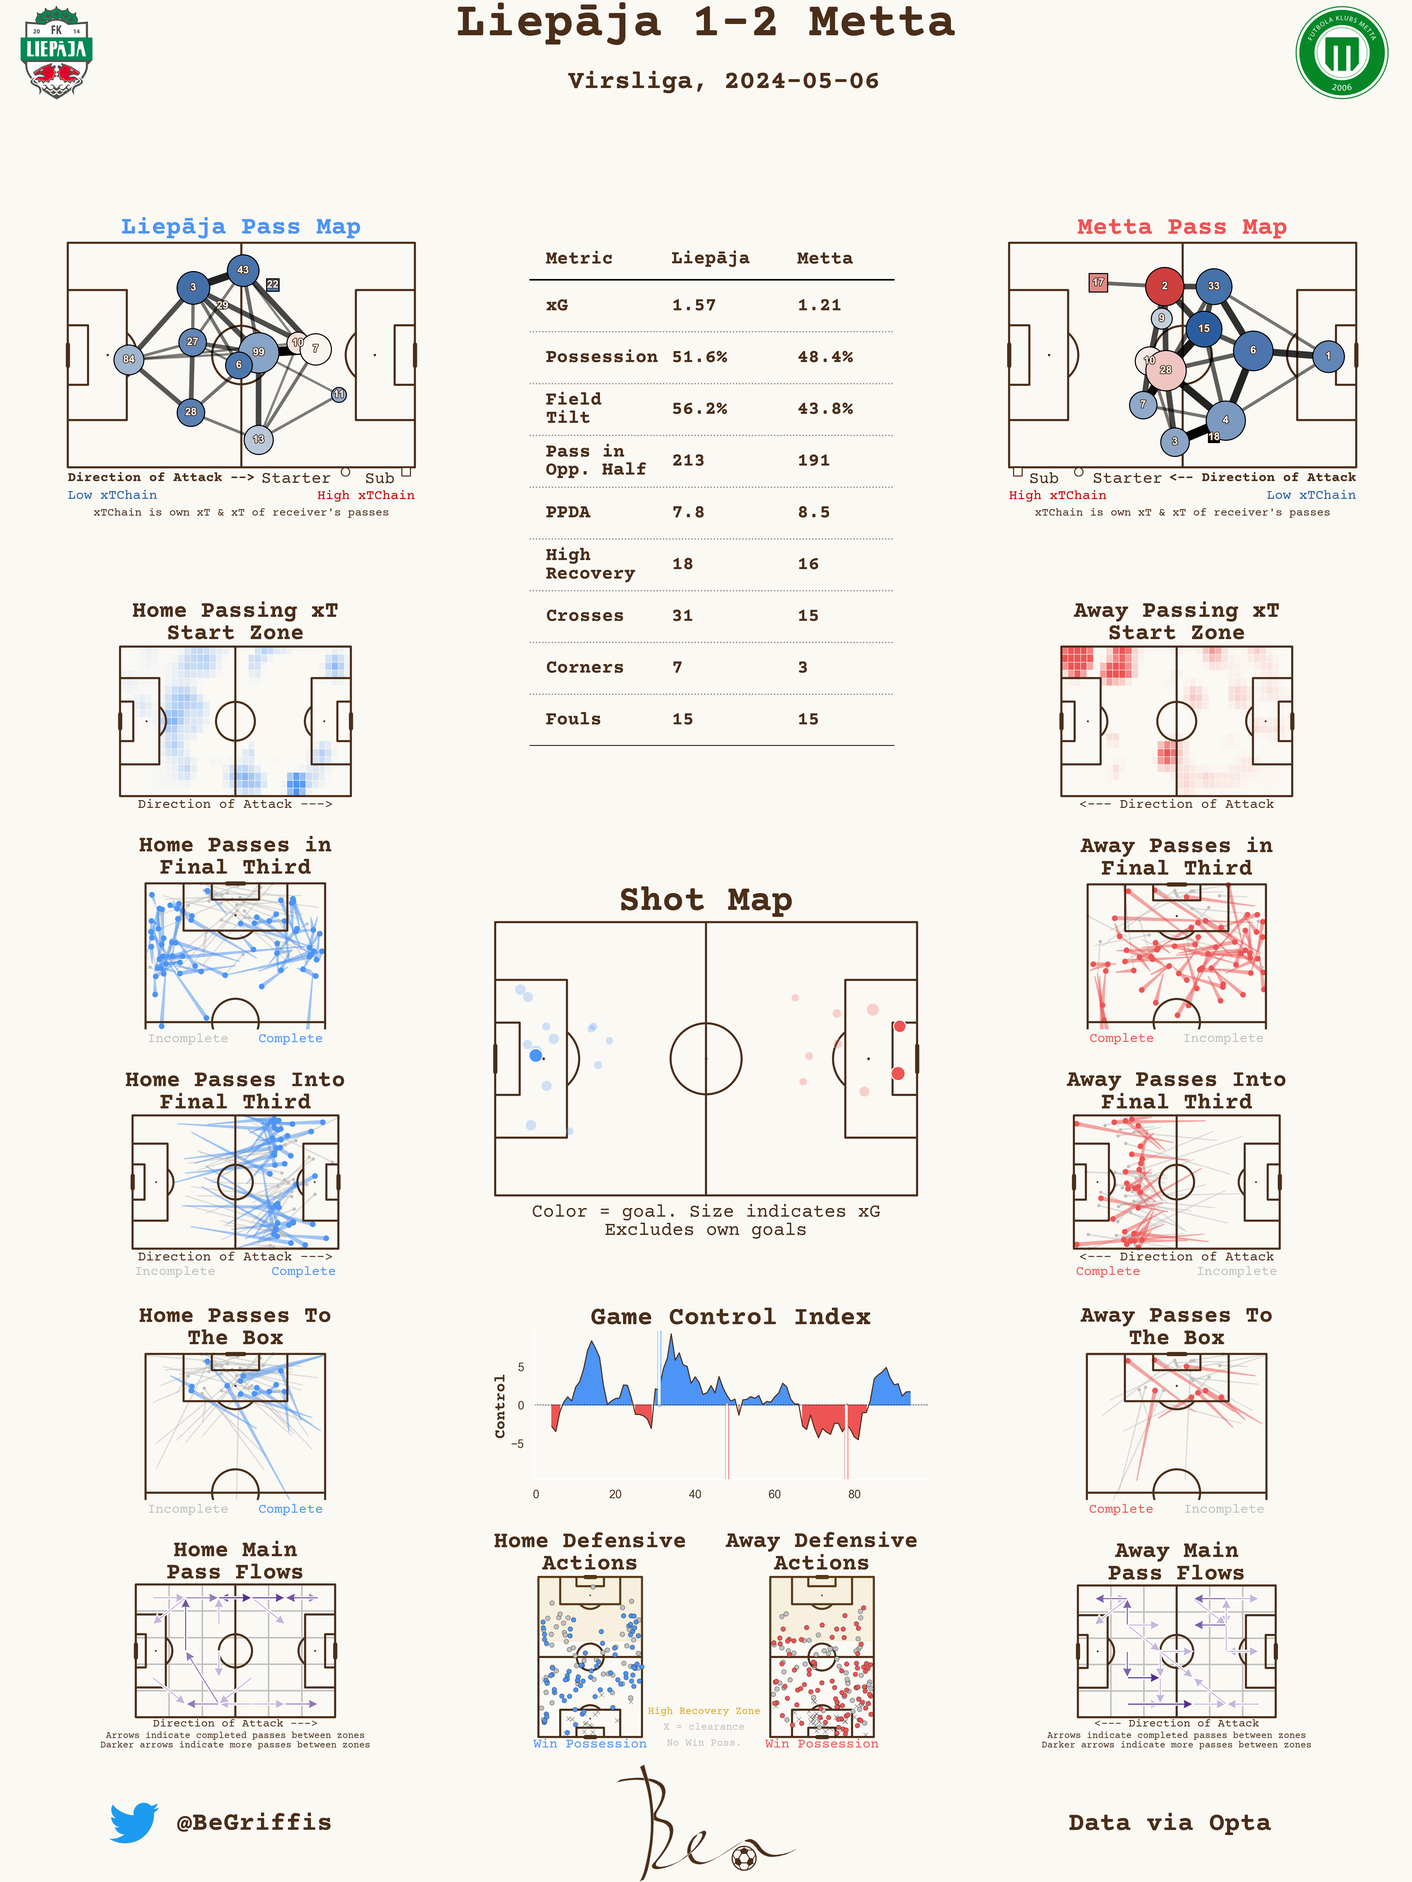 Liepāja 1-2 Metta
Virsliga, 2024-05-06
20 FK 14
LIEPĀJA
FUTBOLA KLUBS METTA
2006
Liepāja Pass Map
43
3
22
29
27
10
99
7
84
6
11
28
13
Direction of Attack --> Starter Sub
Low xTChain High xTChain
xTChain is own xT & xT of receiver's passes
Metric Liepāja Metta
xG 1.57 1.21
Possession 51.6% 48.4%
Field
Tilt 56.2% 43.8%
Pass in
Opp. Half 213 191
PPDA 7.8 8.5
High
Recovery 18 16
Crosses 31 15
Corners 7 3
Fouls 15 15
Metta Pass Map
17
2
33
9
15
10
6
1
28
7
4
18
3
Sub Starter <-- Direction of Attack
High xTChain Low xTChain
xTChain is own xT & xT of receiver's passes
Home Passing xT
Start Zone
Direction of Attack --->
Away Passing xT
Start Zone
<--- Direction of Attack
Home Passes in
Final Third
Incomplete Complete
Away Passes in
Final Third
Complete Incomplete
Shot Map
Color = goal. Size indicates xG
Excludes own goals
Home Passes Into
Final Third
Direction of Attack --->
Incomplete Complete
Away Passes Into
Final Third
<--- Direction of Attack
Complete Incomplete
Home Passes To
The Box
Incomplete Complete
Game Control Index
Control
5
0
−5
0 20 40 60 80
Away Passes To
The Box
Complete Incomplete
Home Main
Pass Flows
Direction of Attack --->
Arrows indicate completed passes between zones
Darker arrows indicate more passes between zones
Home Defensive
Actions
Win Possession
High Recovery Zone
X = clearance
No Win Poss.
Away Defensive
Actions
Win Possession
Away Main
Pass Flows
<--- Direction of Attack
Arrows indicate completed passes between zones
Darker arrows indicate more passes between zones
@BeGriffis
Ben
Data via Opta